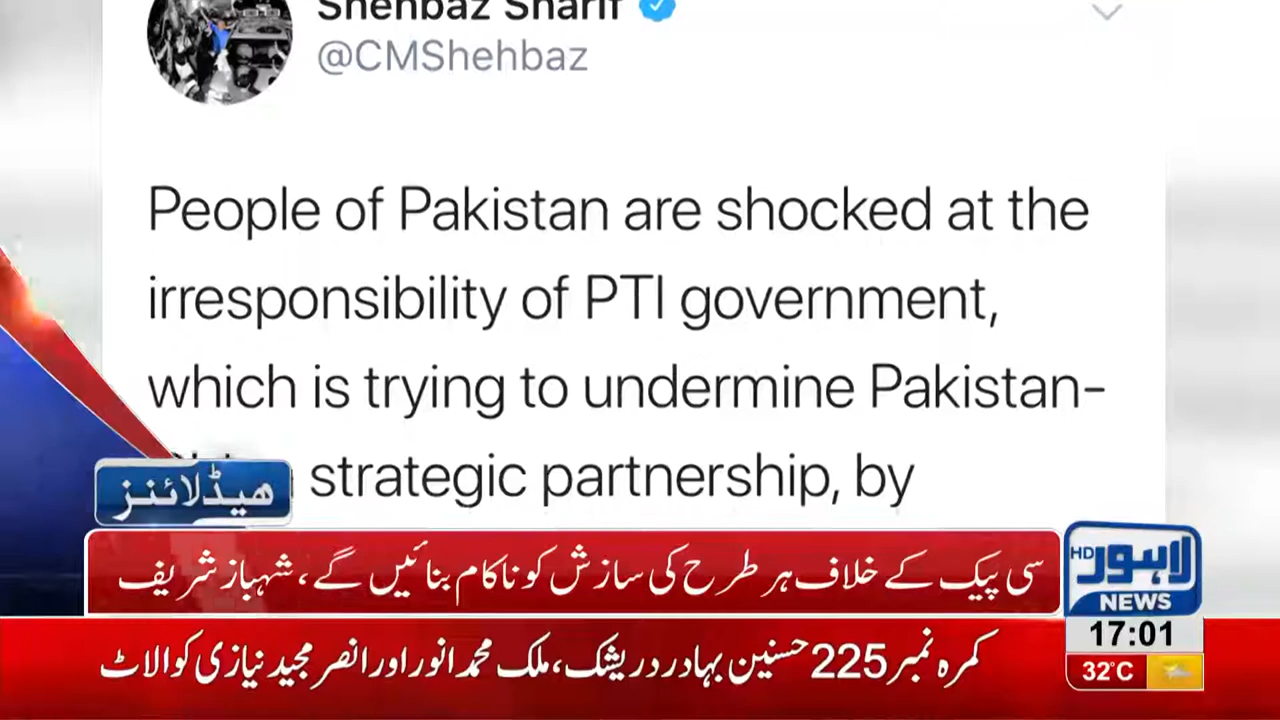 Shehbaz Sharif
@CMShehbaz
People of Pakistan are shocked at the
irresponsibility of PTI government,
which is trying to undermine Pakistan-
strategic partnership, by
ھیڈلائنز
سی پیک کے خلاف ہر طرح کی سازش کو ناکام بنائیں گے، شہباز شریف
لاہور HD
NEWS
17:01
کمرہ نمبر 225 حسنین بہادر دریشک، ملک محمد انور اور انصر مجید نیازی کو الاٹ
32°C